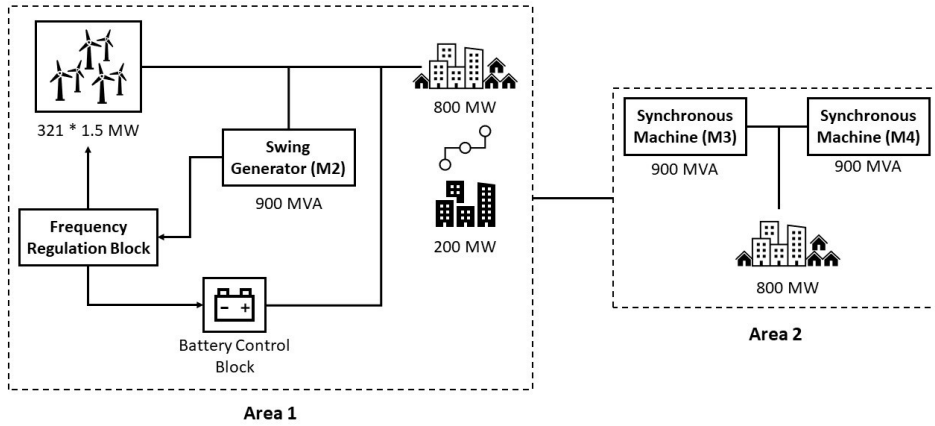 321 * 1.5 MW
Swing
Generator (M2)
900 MVA
Frequency
Regulation Block
Battery Control
Block
800 MW
200 MW
Area 1
Synchronous
Machine (M3)
900 MVA
Synchronous
Machine (M4)
900 MVA
800 MW
Area 2